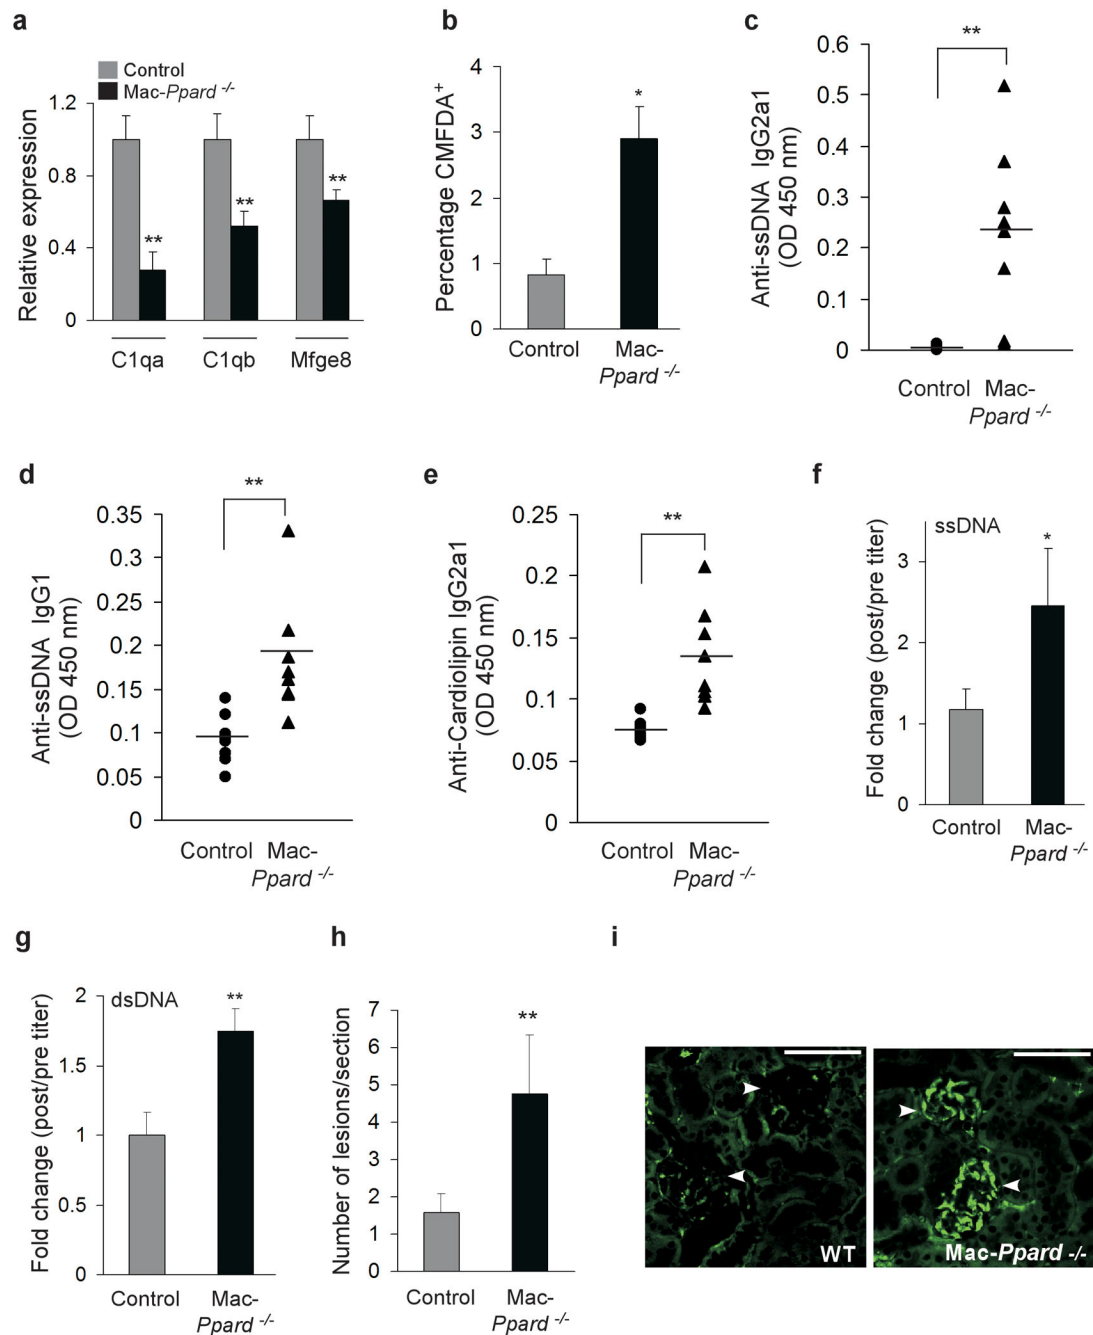 a
Control
Mac-Ppard -/-
Relative expression
1.2
0.8
0.4
0
**
**
**
C1qa
C1qb
Mfge8
b
Percentage CMFDA+
4
3
2
1
0
*
Control
Mac-
Ppard -/-
c
Anti-ssDNA IgG2a1
(OD 450 nm)
0.6
0.5
0.4
0.3
0.2
0.1
0
**
Control
Mac-
Ppard -/-
d
Anti-ssDNA IgG1
(OD 450 nm)
0.35
0.3
0.25
0.2
0.15
0.1
0.05
0
**
Control
Mac-
Ppard -/-
e
Anti-Cardiolipin IgG2a1
(OD 450 nm)
0.25
0.2
0.15
0.1
0.05
0
**
Control
Mac-
Ppard -/-
f
Fold change (post/pre titer)
ssDNA
3
2
1
0
*
Control
Mac-
Ppard -/-
g
Fold change (post/pre titer)
dsDNA
2
1.5
1
0.5
0
**
Control
Mac-
Ppard -/-
h
Number of lesions/section
7
6
5
4
3
2
1
0
**
Control
Mac-
Ppard -/-
i
WT
Mac-Ppard -/-